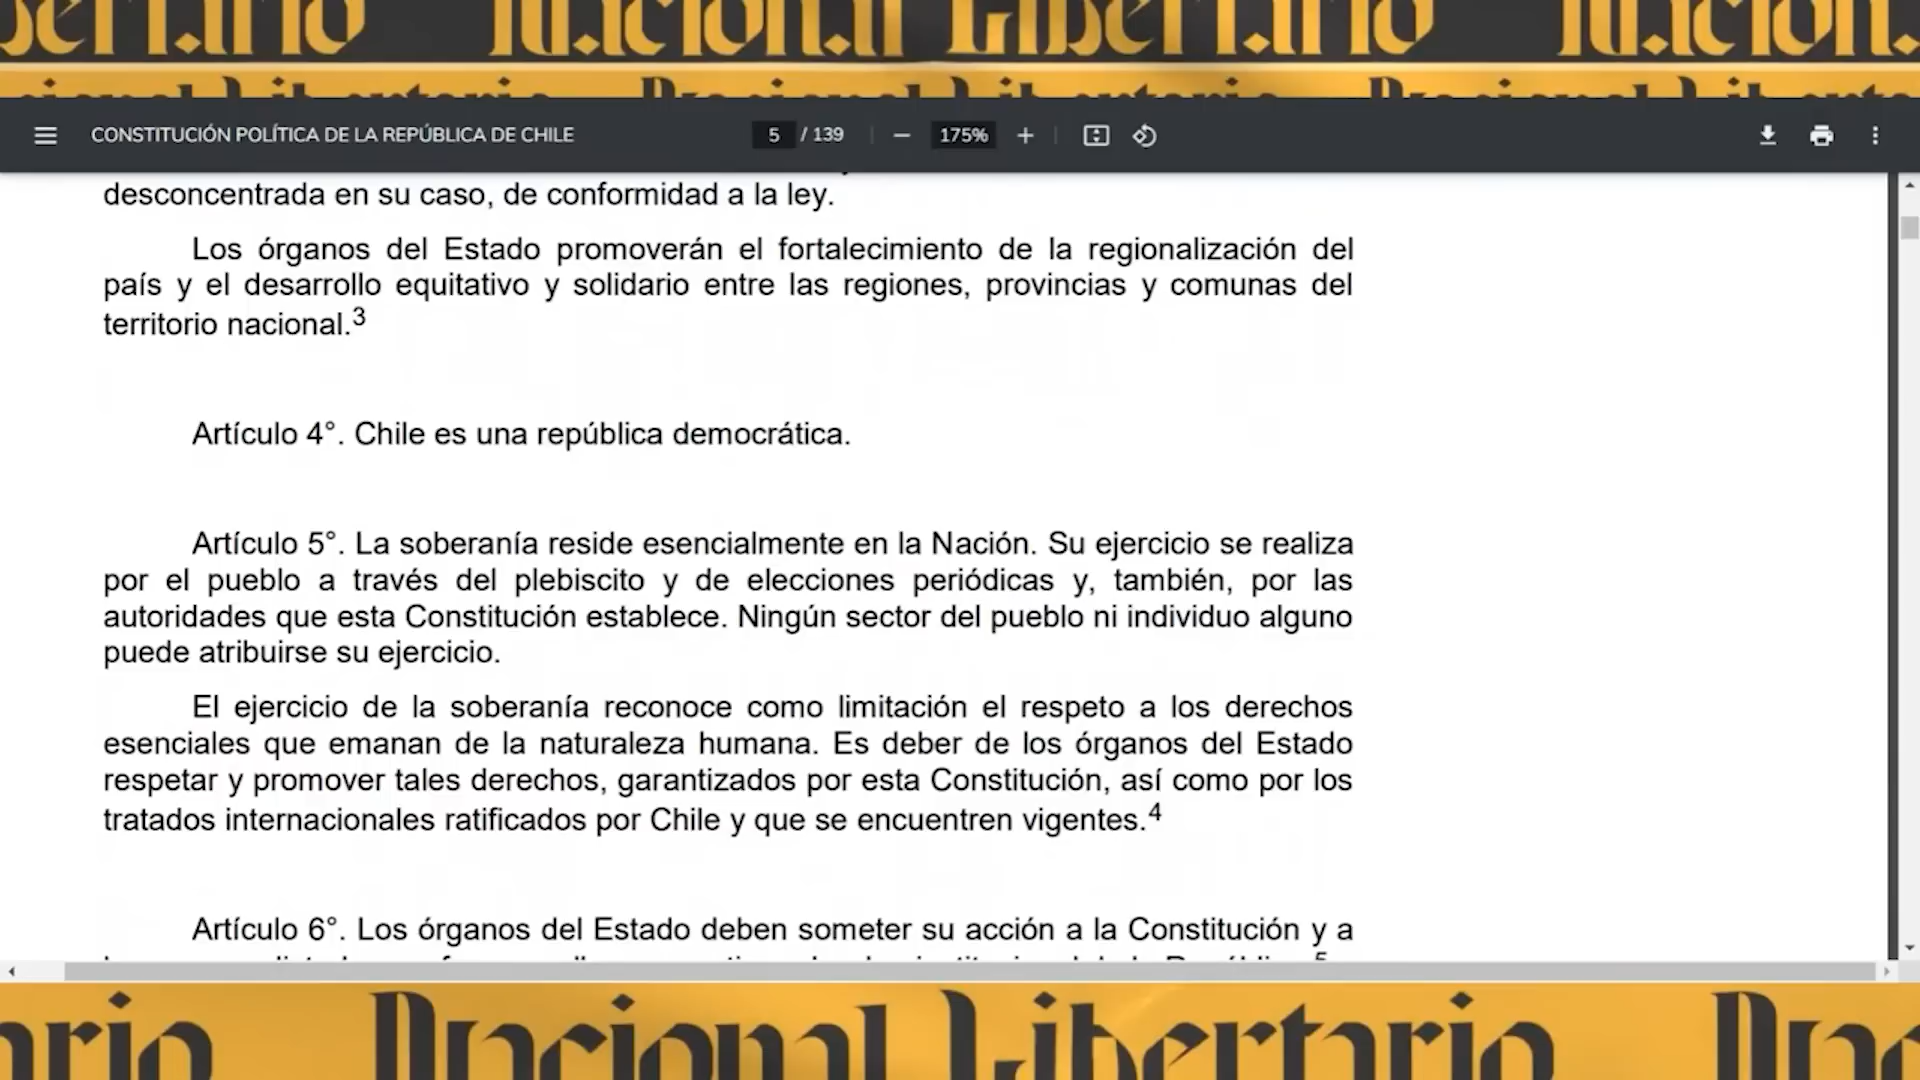 Nacional Libertario
CONSTITUCIÓN POLÍTICA DE LA REPÚBLICA DE CHILE 5 / 139 175%
desconcentrada en su caso, de conformidad a la ley.
Los órganos del Estado promoverán el fortalecimiento de la regionalización del
país y el desarrollo equitativo y solidario entre las regiones, provincias y comunas del
territorio nacional.3
Artículo 4°. Chile es una república democrática.
Artículo 5°. La soberanía reside esencialmente en la Nación. Su ejercicio se realiza
por el pueblo a través del plebiscito y de elecciones periódicas y, también, por las
autoridades que esta Constitución establece. Ningún sector del pueblo ni individuo alguno
puede atribuirse su ejercicio.
El ejercicio de la soberanía reconoce como limitación el respeto a los derechos
esenciales que emanan de la naturaleza humana. Es deber de los órganos del Estado
respetar y promover tales derechos, garantizados por esta Constitución, así como por los
tratados internacionales ratificados por Chile y que se encuentren vigentes.4
Artículo 6°. Los órganos del Estado deben someter su acción a la Constitución y a
Nacional Libertario